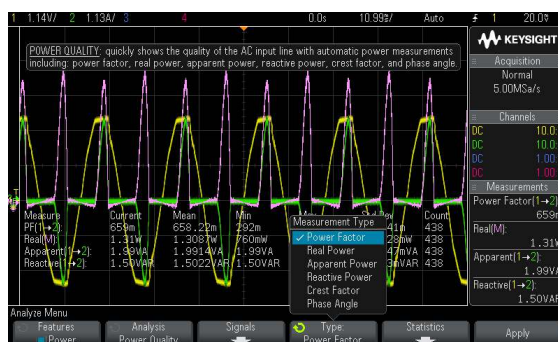 1 1.14V/ 2 1.13A/ 3 4 0.0s 10.99%/ Auto 1 20.0
KEYSIGHT
POWER QUALITY: quickly shows the quality of the AC input line with automatic power measurements
including: power factor, real power, apparent power, reactive power, crest factor, and phase angle.
Acquisition
Normal
5.00MSa/s
Channels
DC 10.0:
DC 10.0:
DC 1.00:
DC 1.00:
Measurements
Power Factor(1→2):
659
Real(M):
1.31W
Apparent(1→2):
1.99V
Reactive(1→2):
1.50VA
Measure Current Mean Min Count
PF(1→2): 659m 658.22m 292m 438
Real(M): 1.31W 1.3087W 760mW 438
Apparent(1→2): 1.99VA 1.9914VA 1.99VA 438
Reactive(1→2): 1.50VAR 1.5022VAR 1.50VAR 438
Measurement Type
Power Factor
Real Power
Apparent Power
Reactive Power
Crest Factor
Phase Angle
Analyze Menu
Features
Power
Analysis
Power Quality
Signals
Type:
Power Factor
Statistics
Apply